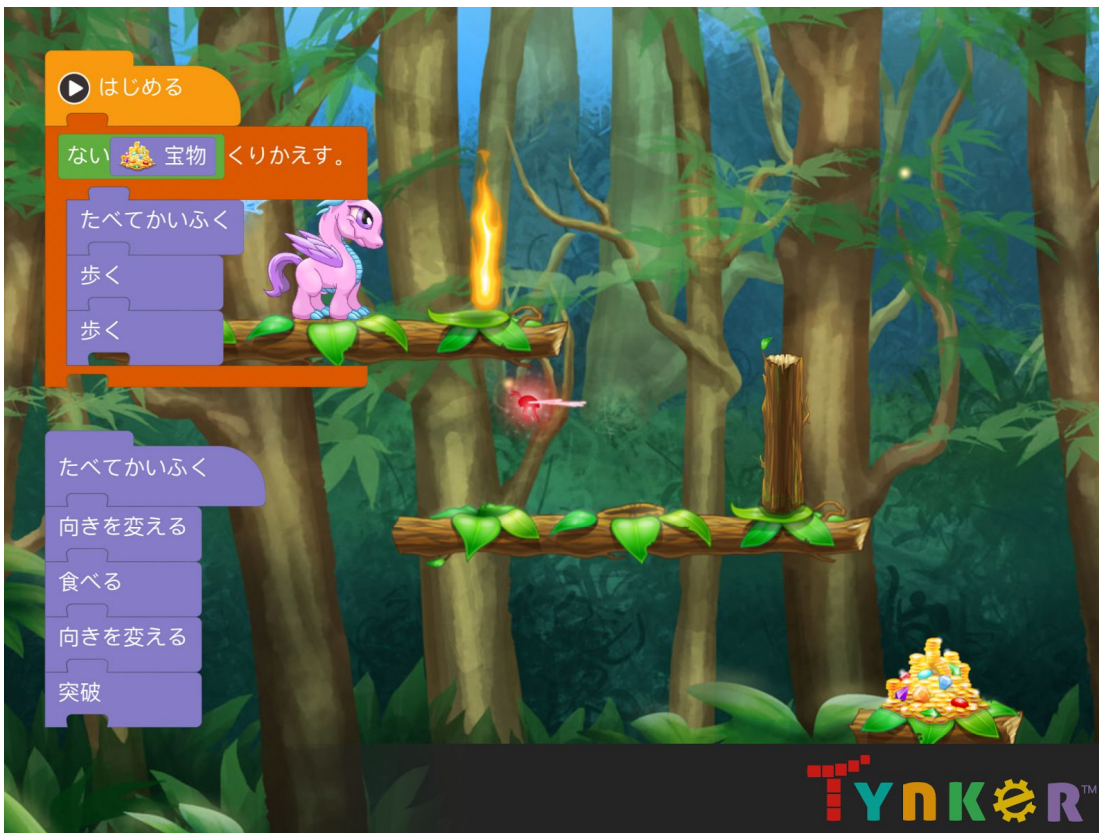 はじめる
ない 宝物 くりかえす。
たべてかいふく
歩く
歩く
たべてかいふく
向きを変える
食べる
向きを変える
突破
TYNKER™